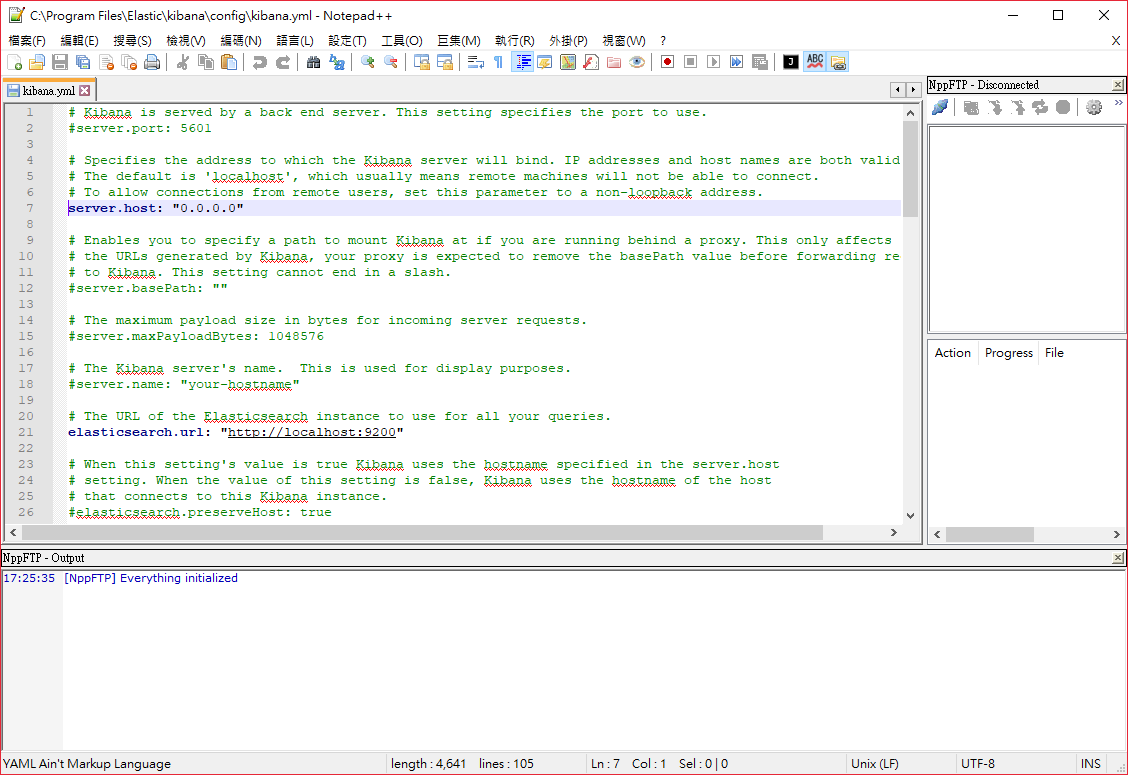 C:\Program Files\Elastic\kibana\config\kibana.yml - Notepad++
檔案(F) 編輯(E) 搜尋(S) 檢視(V) 編碼(N) 語言(L) 設定(T) 工具(O) 巨集(M) 執行(R) 外掛(P) 視窗(W) ? X
kibana.yml
1 # Kibana is served by a back end server. This setting specifies the port to use.
2 #server.port: 5601
3
4 # Specifies the address to which the Kibana server will bind. IP addresses and host names are both valid
5 # The default is 'localhost', which usually means remote machines will not be able to connect.
6 # To allow connections from remote users, set this parameter to a non-loopback address.
7 server.host: "0.0.0.0"
8
9 # Enables you to specify a path to mount Kibana at if you are running behind a proxy. This only affects
10 # the URLs generated by Kibana, your proxy is expected to remove the basePath value before forwarding re
11 # to Kibana. This setting cannot end in a slash.
12 #server.basePath: ""
13
14 # The maximum payload size in bytes for incoming server requests.
15 #server.maxPayloadBytes: 1048576
16
17 # The Kibana server's name.  This is used for display purposes.
18 #server.name: "your-hostname"
19
20 # The URL of the Elasticsearch instance to use for all your queries.
21 elasticsearch.url: "http://localhost:9200"
22
23 # When this setting's value is true Kibana uses the hostname specified in the server.host
24 # setting. When the value of this setting is false, Kibana uses the hostname of the host
25 # that connects to this Kibana instance.
26 #elasticsearch.preserveHost: true
NppFTP - Disconnected
Action Progress File
NppFTP - Output
17:25:35 [NppFTP] Everything initialized
YAML Ain't Markup Language length : 4,641 lines : 105 Ln : 7 Col : 1 Sel : 0 | 0 Unix (LF) UTF-8 INS